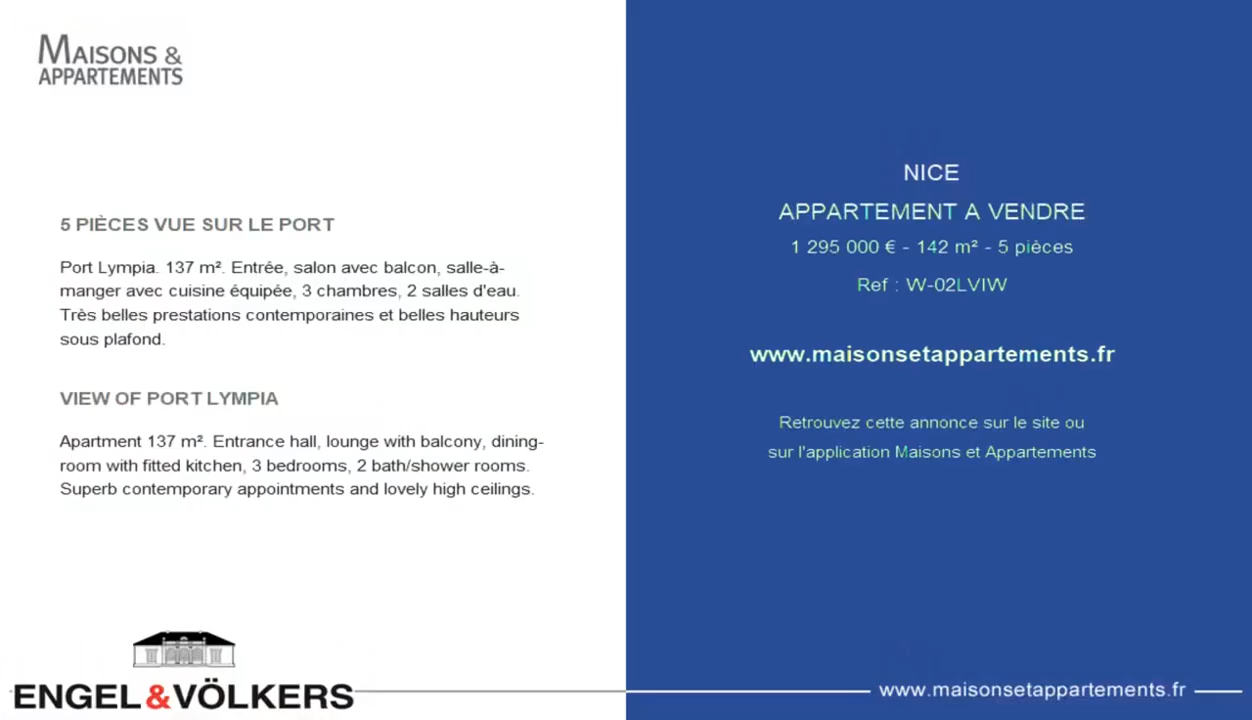 MAISONS &
APPARTEMENTS
5 PIÈCES VUE SUR LE PORT
Port Lympia. 137 m². Entrée, salon avec balcon, salle-à-
manger avec cuisine équipée, 3 chambres, 2 salles d'eau.
Très belles prestations contemporaines et belles hauteurs
sous plafond.
VIEW OF PORT LYMPIA
Apartment 137 m². Entrance hall, lounge with balcony, dining-
room with fitted kitchen, 3 bedrooms, 2 bath/shower rooms.
Superb contemporary appointments and lovely high ceilings.
ENGEL & VÖLKERS
NICE
APPARTEMENT A VENDRE
1 295 000 € - 142 m² - 5 pièces
Ref : W-02LVIW
www.maisonsetappartements.fr
Retrouvez cette annonce sur le site ou
sur l'application Maisons et Appartements
www.maisonsetappartements.fr